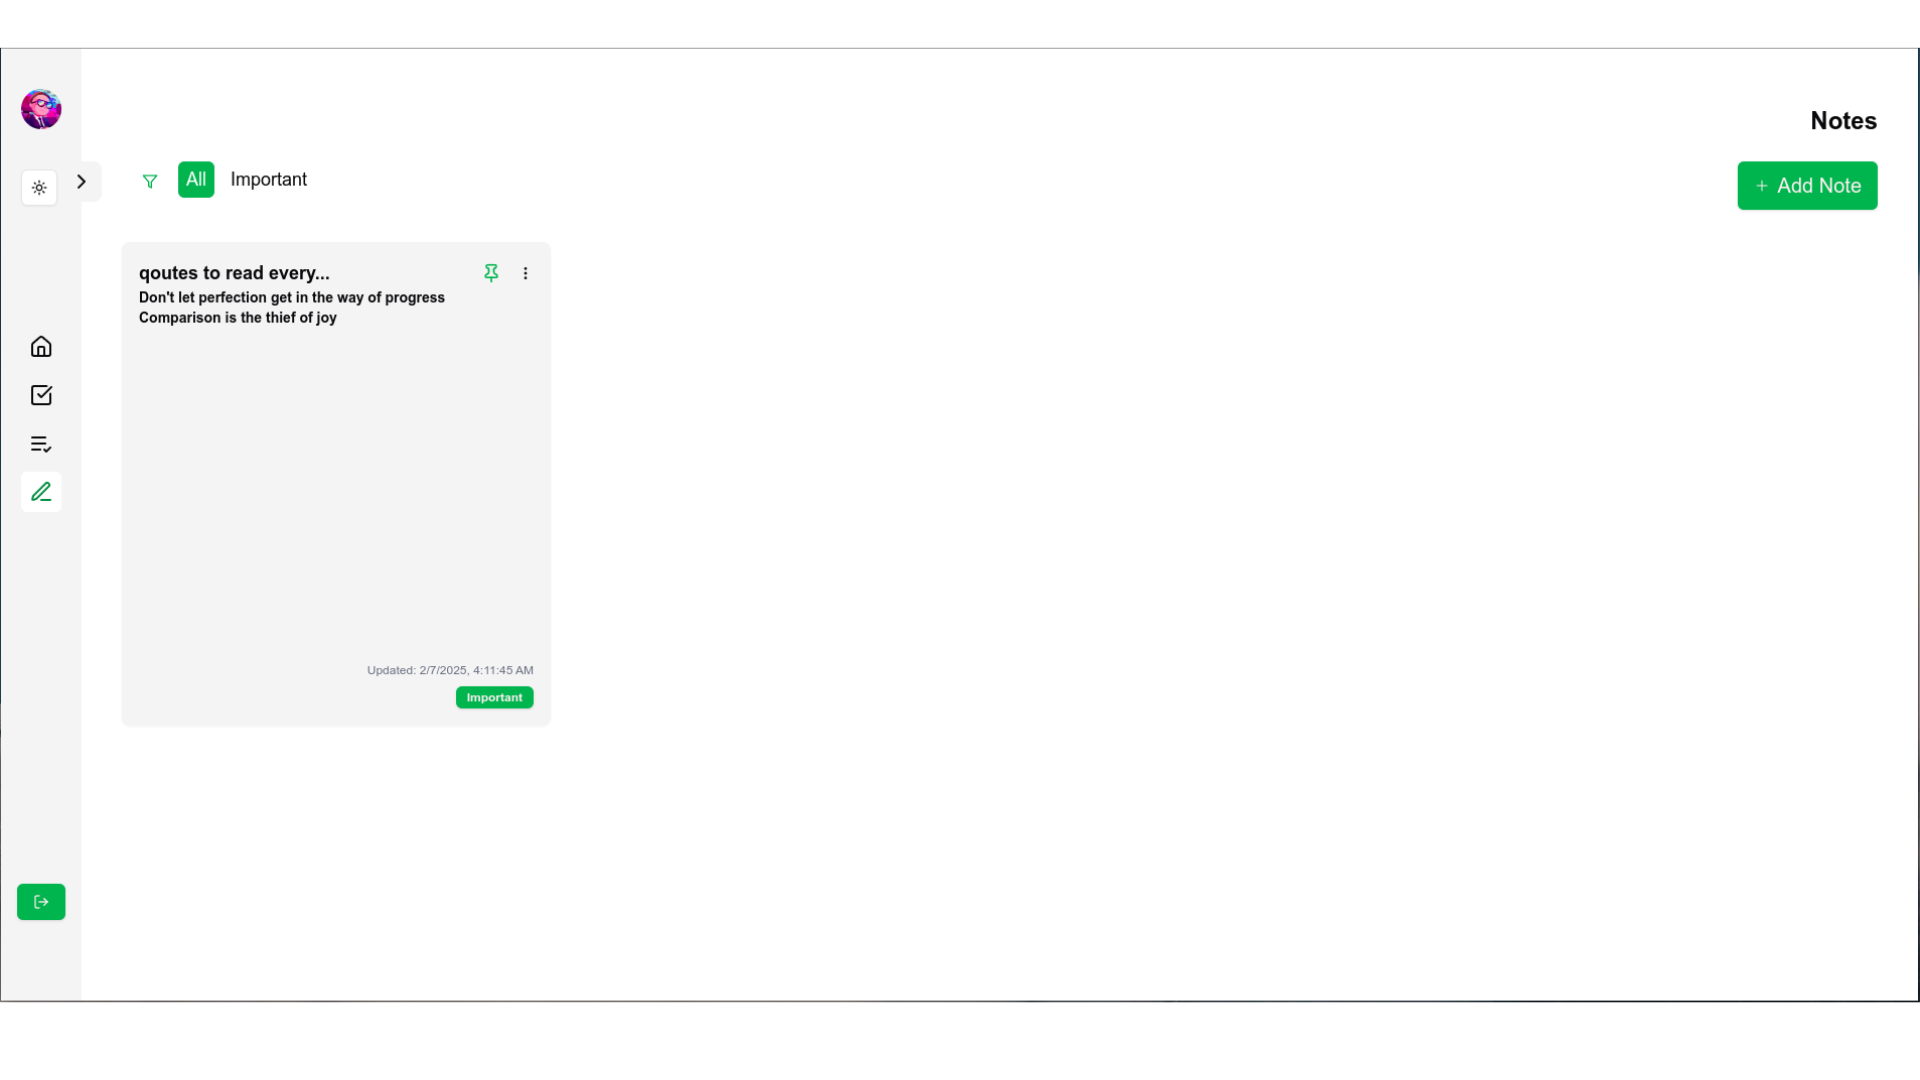 Notes
All
Important
+ Add Note
qoutes to read every...
Don't let perfection get in the way of progress
Comparison is the thief of joy
Updated: 2/7/2025, 4:11:45 AM
Important